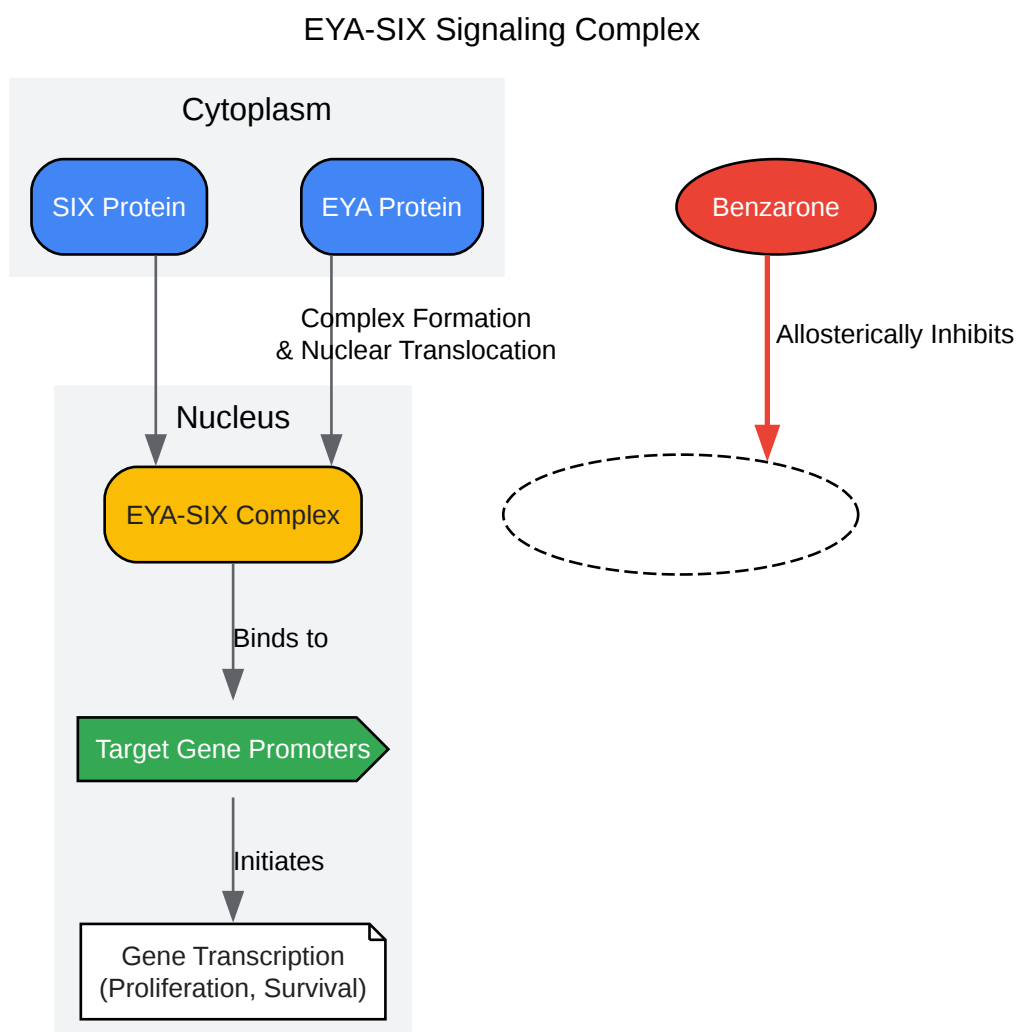 EYA-SIX Signaling Complex
Cytoplasm
SIX Protein
EYA Protein
Benzarone
Complex Formation
& Nuclear Translocation
Allosterically Inhibits
Nucleus
EYA-SIX Complex
Binds to
Target Gene Promoters
Initiates
Gene Transcription
(Proliferation, Survival)